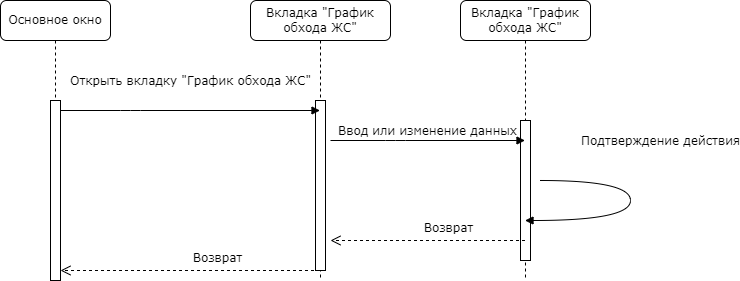 Основное окно
Вкладка "График
обхода ЖС"
Вкладка "График
обхода ЖС"
Открыть вкладку "График обхода ЖС"
Ввод или изменение данных
Подтверждение действия
Возврат
Возврат